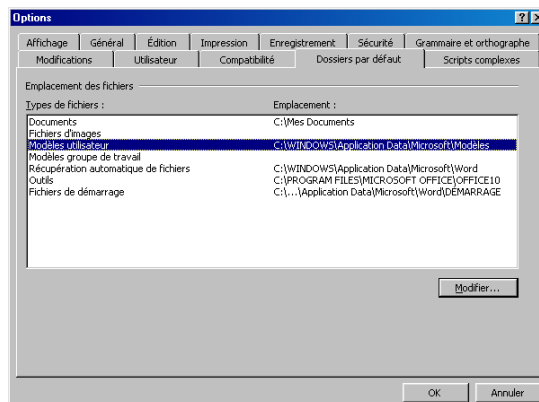 Options
Affichage Général Édition Impression Enregistrement Sécurité Grammaire et orthographe
Modifications Utilisateur Compatibilité Dossiers par défaut Scripts complexes
Emplacement des fichiers
Types de fichiers : Emplacement :
Documents C:\Mes Documents
Fichiers d'images
Modèles utilisateur C:\WINDOWS\Application Data\Microsoft\Modèles
Modèles groupe de travail
Récupération automatique de fichiers C:\WINDOWS\Application Data\Microsoft\Word
Outils C:\PROGRAM FILES\MICROSOFT OFFICE\OFFICE10
Fichiers de démarrage C:\...\Application Data\Microsoft\Word\DÉMARRAGE
Modifier...
OK Annuler